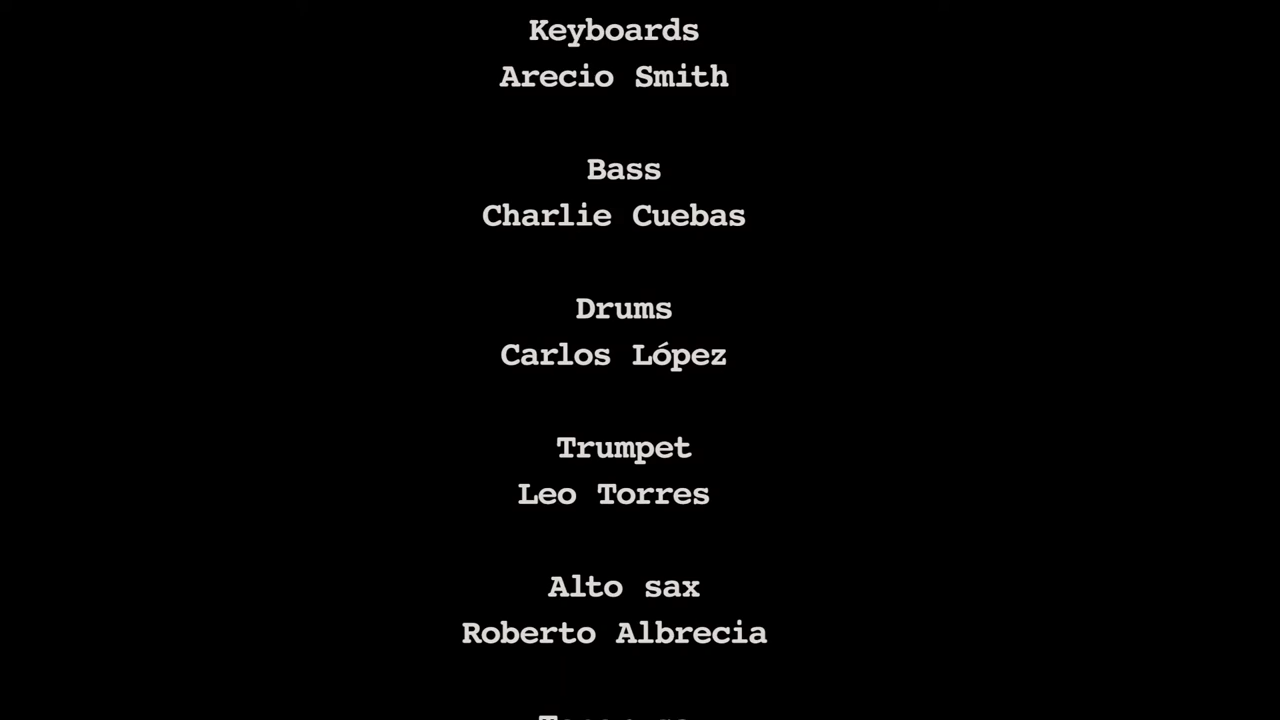 Keyboards
Arecio Smith
Bass
Charlie Cuebas
Drums
Carlos López
Trumpet
Leo Torres
Alto sax
Roberto Albrecia